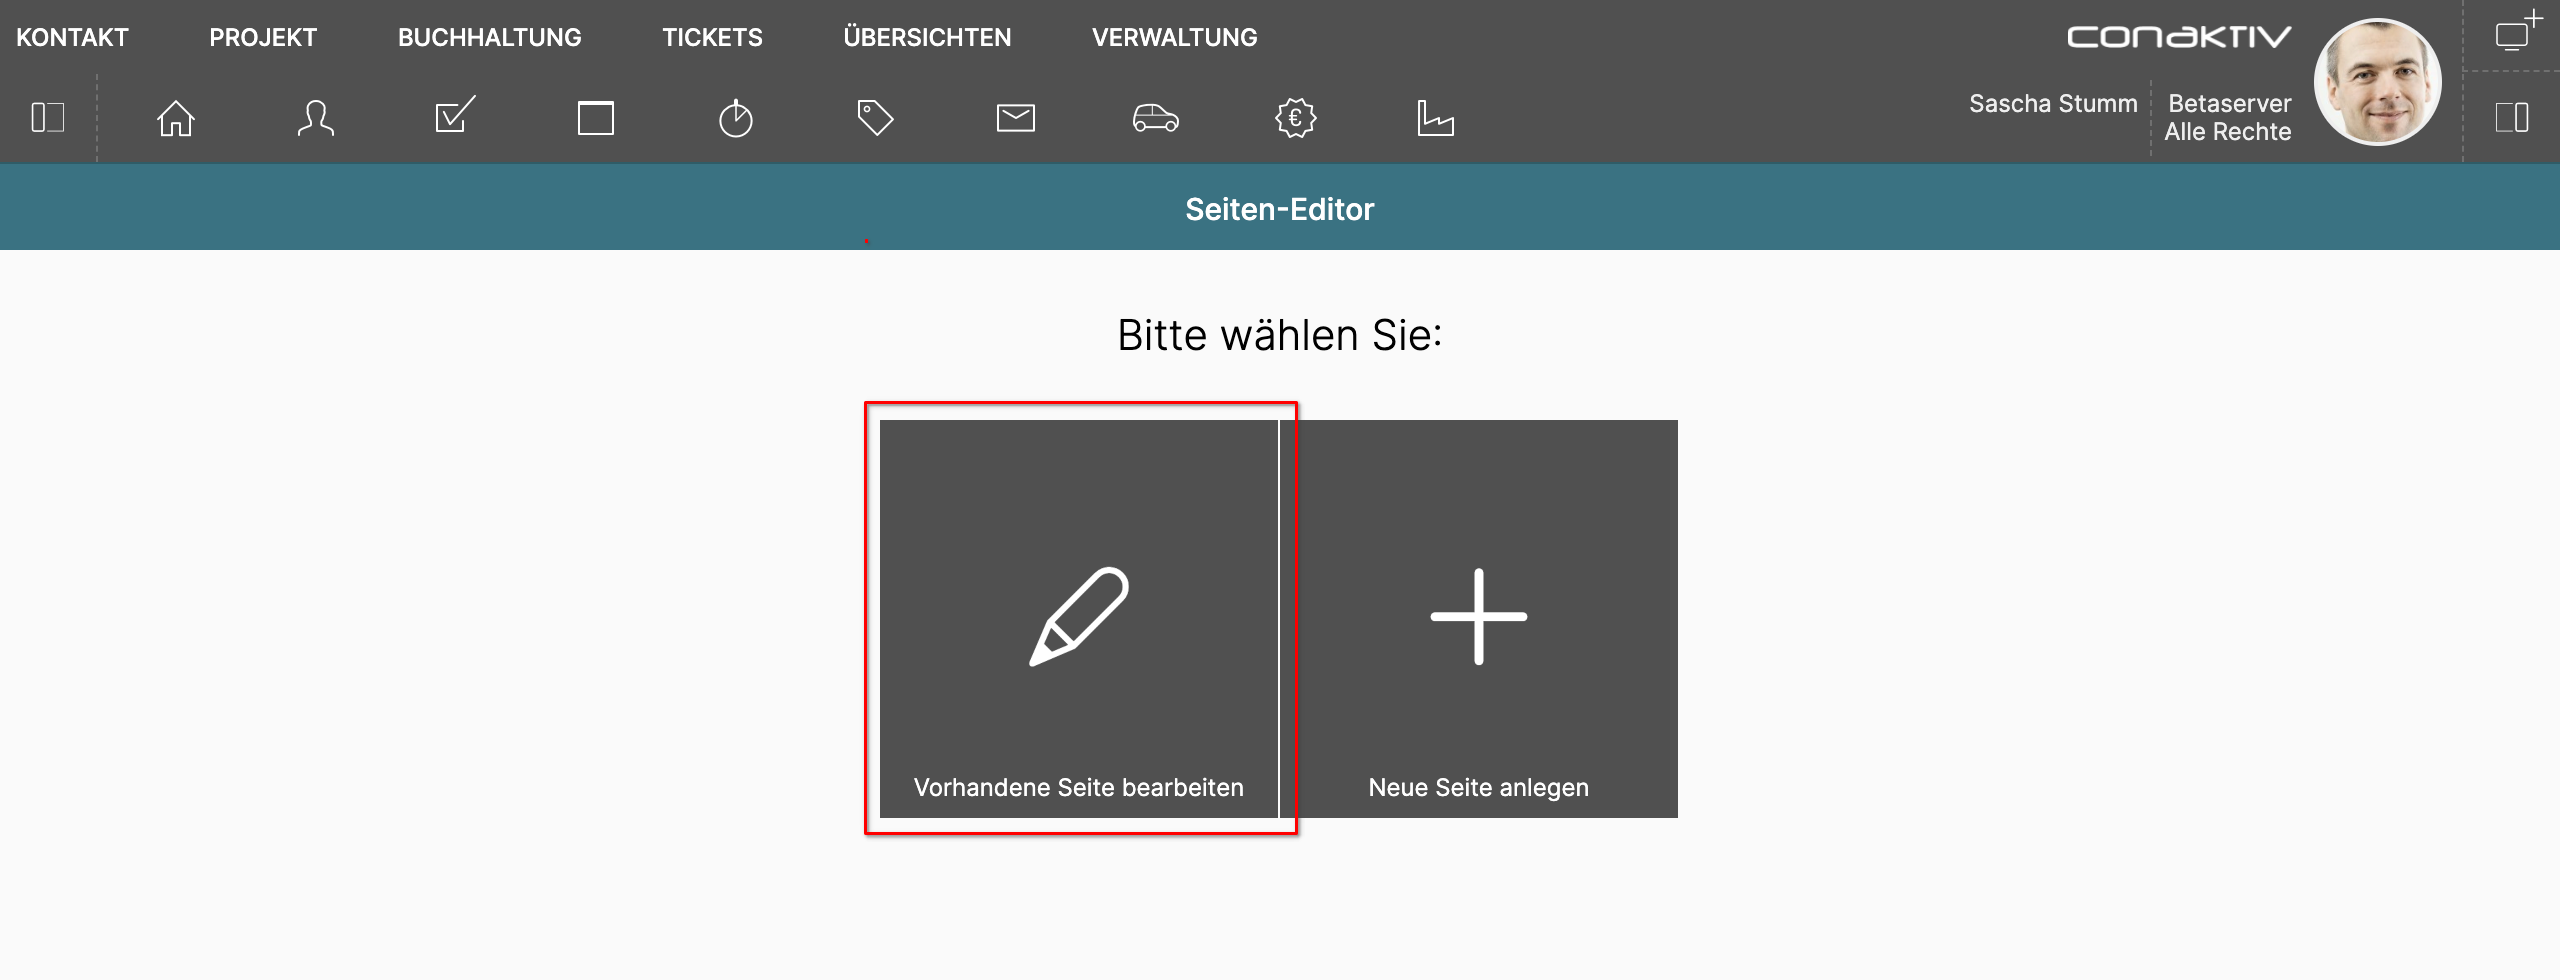 KONTAKT PROJEKT BUCHHALTUNG TICKETS ÜBERSICHTEN VERWALTUNG
conaktiv
Sascha Stumm
Betaserver
Alle Rechte
€
Seiten-Editor
Bitte wählen Sie:
Vorhandene Seite bearbeiten
Neue Seite anlegen